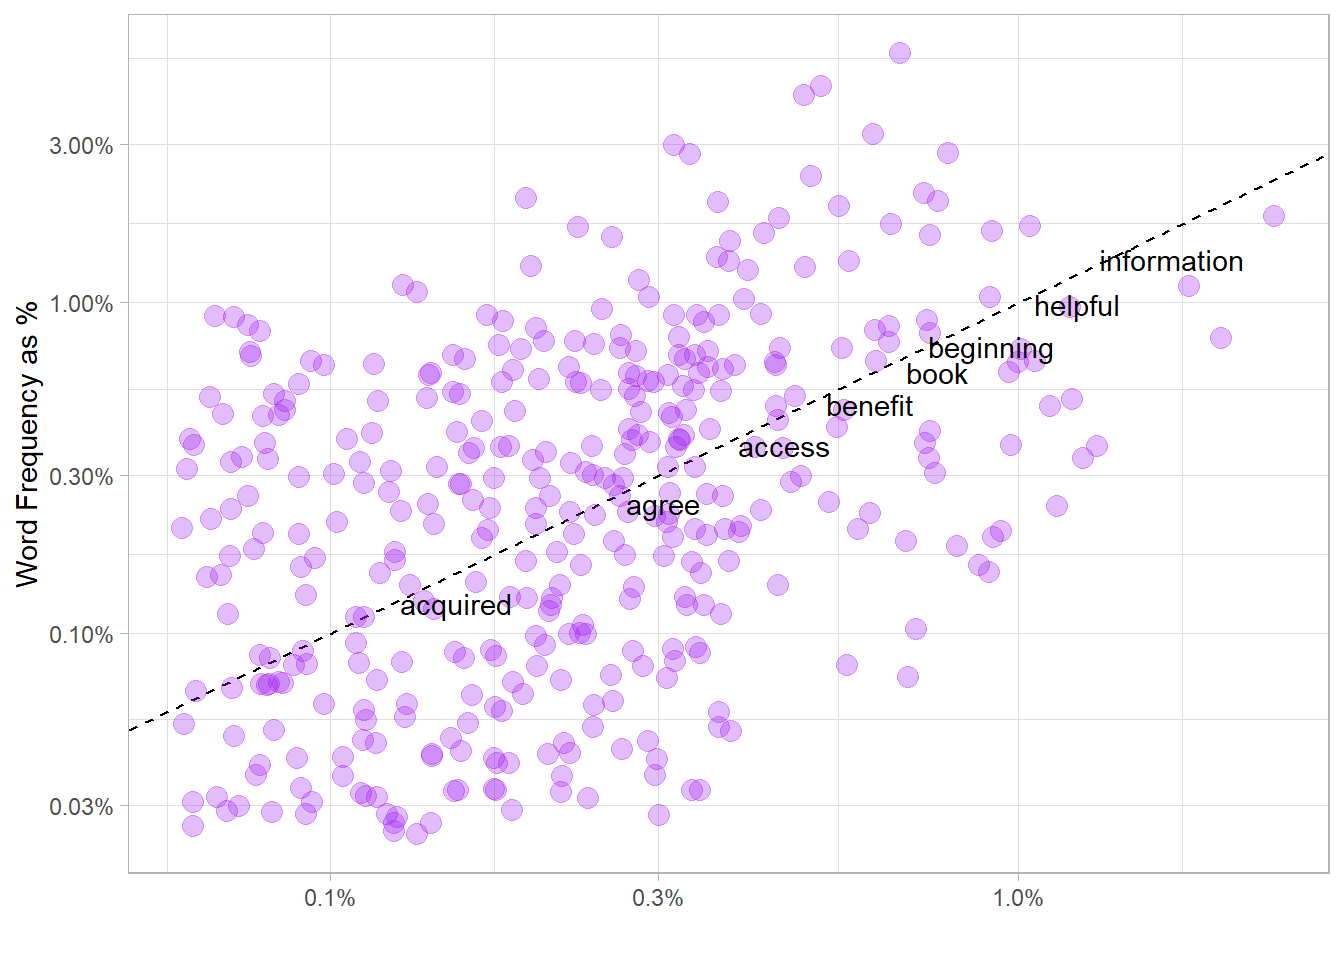 3.00%
1.00%
0.30%
0.10%
0.03%
Word Frequency as %
information
helpful
beginning
book
benefit
access
agree
acquired
0.1%
0.3%
1.0%